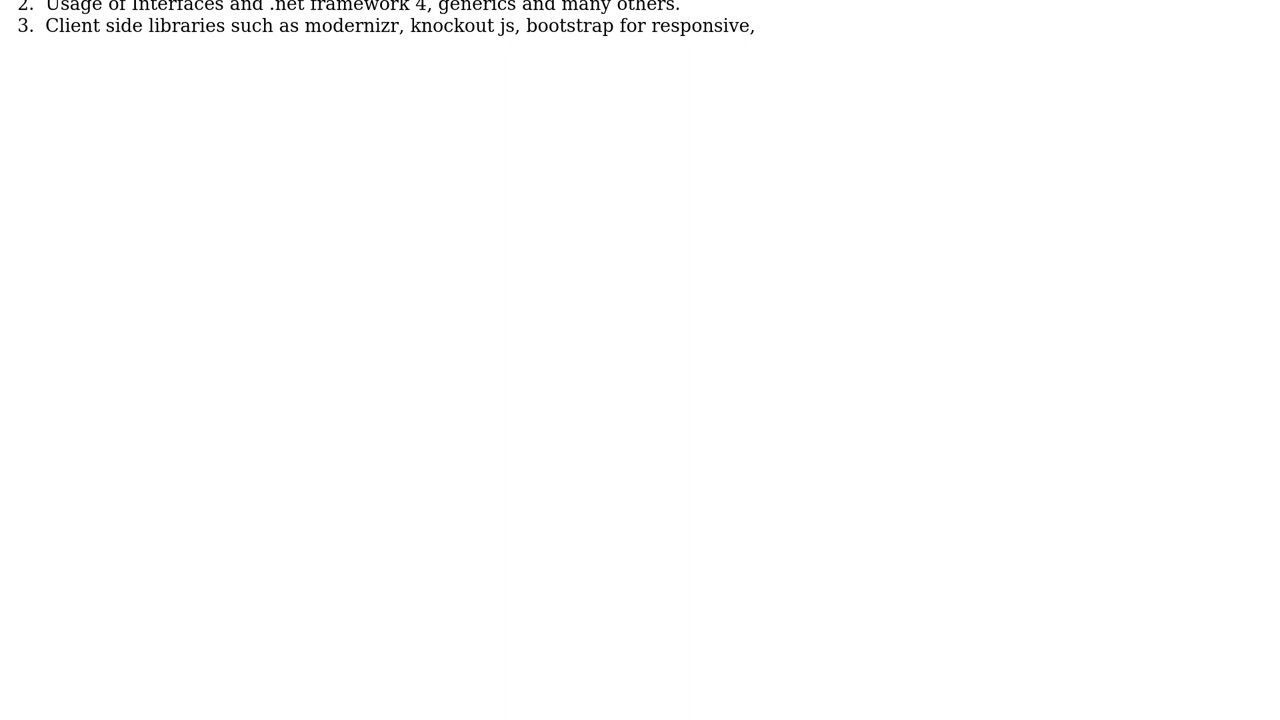 2. Usage of Interfaces and .net framework 4, generics and many others.
3. Client side libraries such as modernizr, knockout js, bootstrap for responsive,